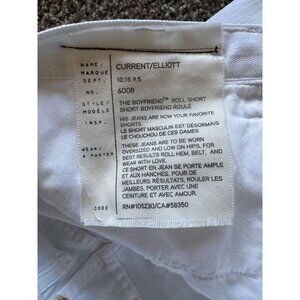 NAME/ CURRENT/ELLIOTT
MARQUE
DEPT. 10.15.9.5
NO. 6008
STYLE/ THE BOYFRIEND™ ROLL SHORT
MODÈLE SHORT BOYFRIEND ROULÉ
INSP. HIS JEANS ARE NOW YOUR FAVORITE
SHORTS.
LE SHORT MASCULIN EST DÉSORMAIS
LE CHOUCHOU DE CES DAMES
WEAR/ THESE JEANS ARE TO BE WORN
À PORTER OVERSIZED AND LOW ON HIPS, FOR
BEST RESULTS ROLL HEM, BELT, AND
WEAR WITH LOVE.
CE SHORT EN JEAN SE PORTE AMPLE
ET AUX HANCHES. POUR DE
MEILLEURS RÉSULTATS, ROULER LES
JAMBES, PORTER AVEC UNE
CEINTURE ET AVEC AMOUR.
CODE RN#105230/CA#58350